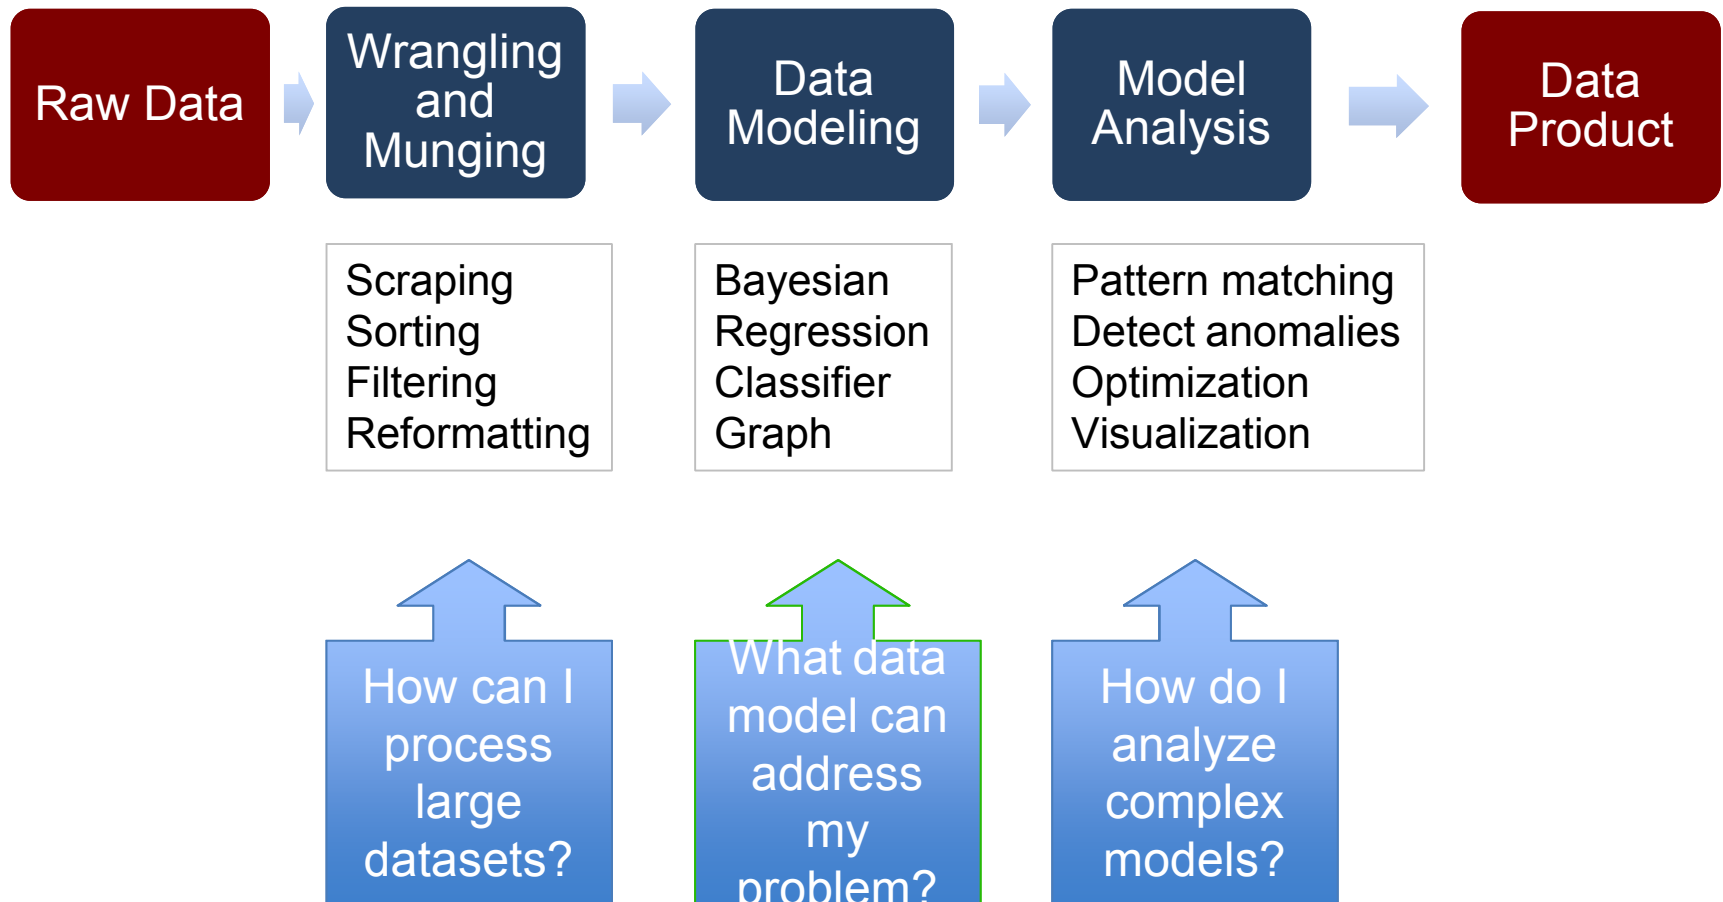 Raw Data
Wrangling
and
Munging
Data
Modeling
Model
Analysis
Data
Product
Scraping
Sorting
Filtering
Reformatting
Bayesian
Regression
Classifier
Graph
Pattern matching
Detect anomalies
Optimization
Visualization
How can I
process
large
datasets?
What data
model can
address
my
problem?
How do I
analyze
complex
models?